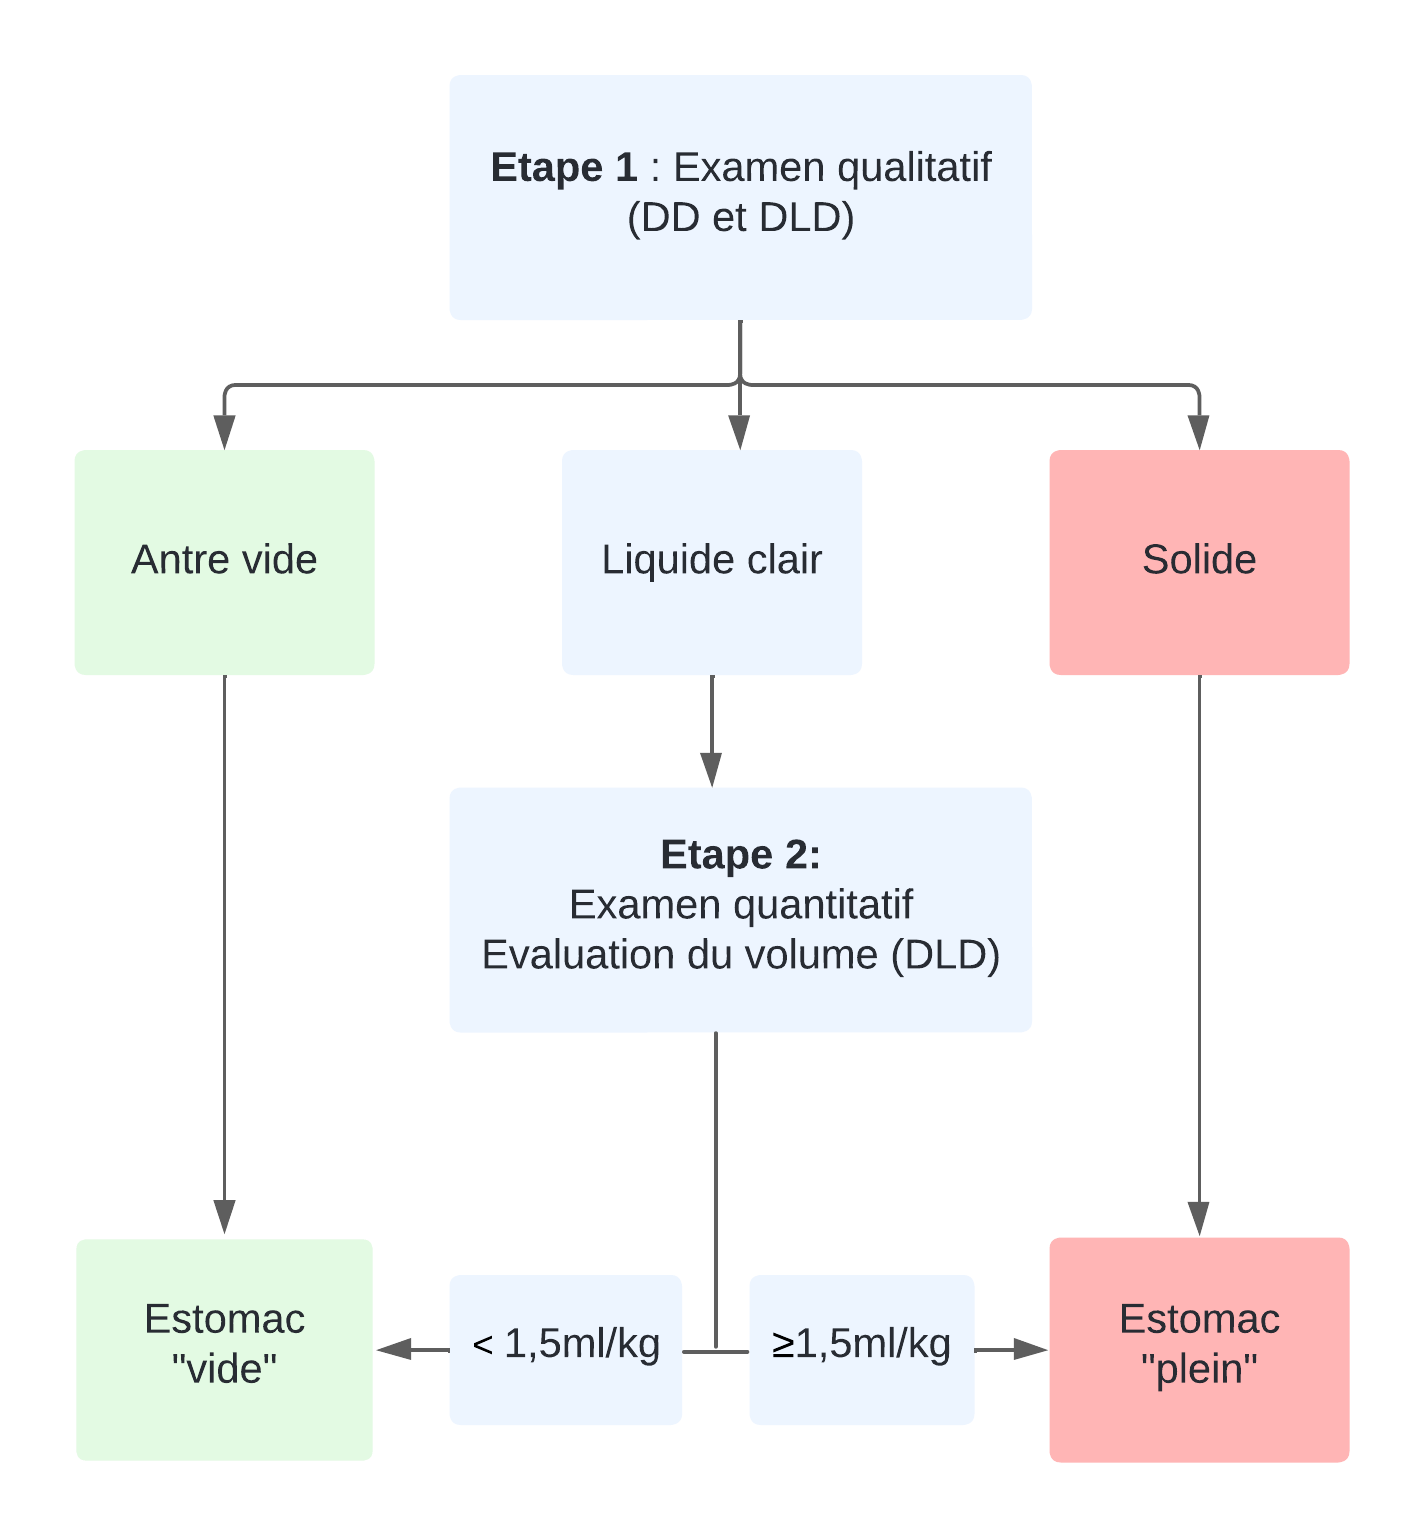 Etape 1 : Examen qualitatif
(DD et DLD)
Antre vide
Liquide clair
Solide
Etape 2:
Examen quantitatif
Evaluation du volume (DLD)
Estomac
"vide"
< 1,5ml/kg
≥1,5ml/kg
Estomac
"plein"